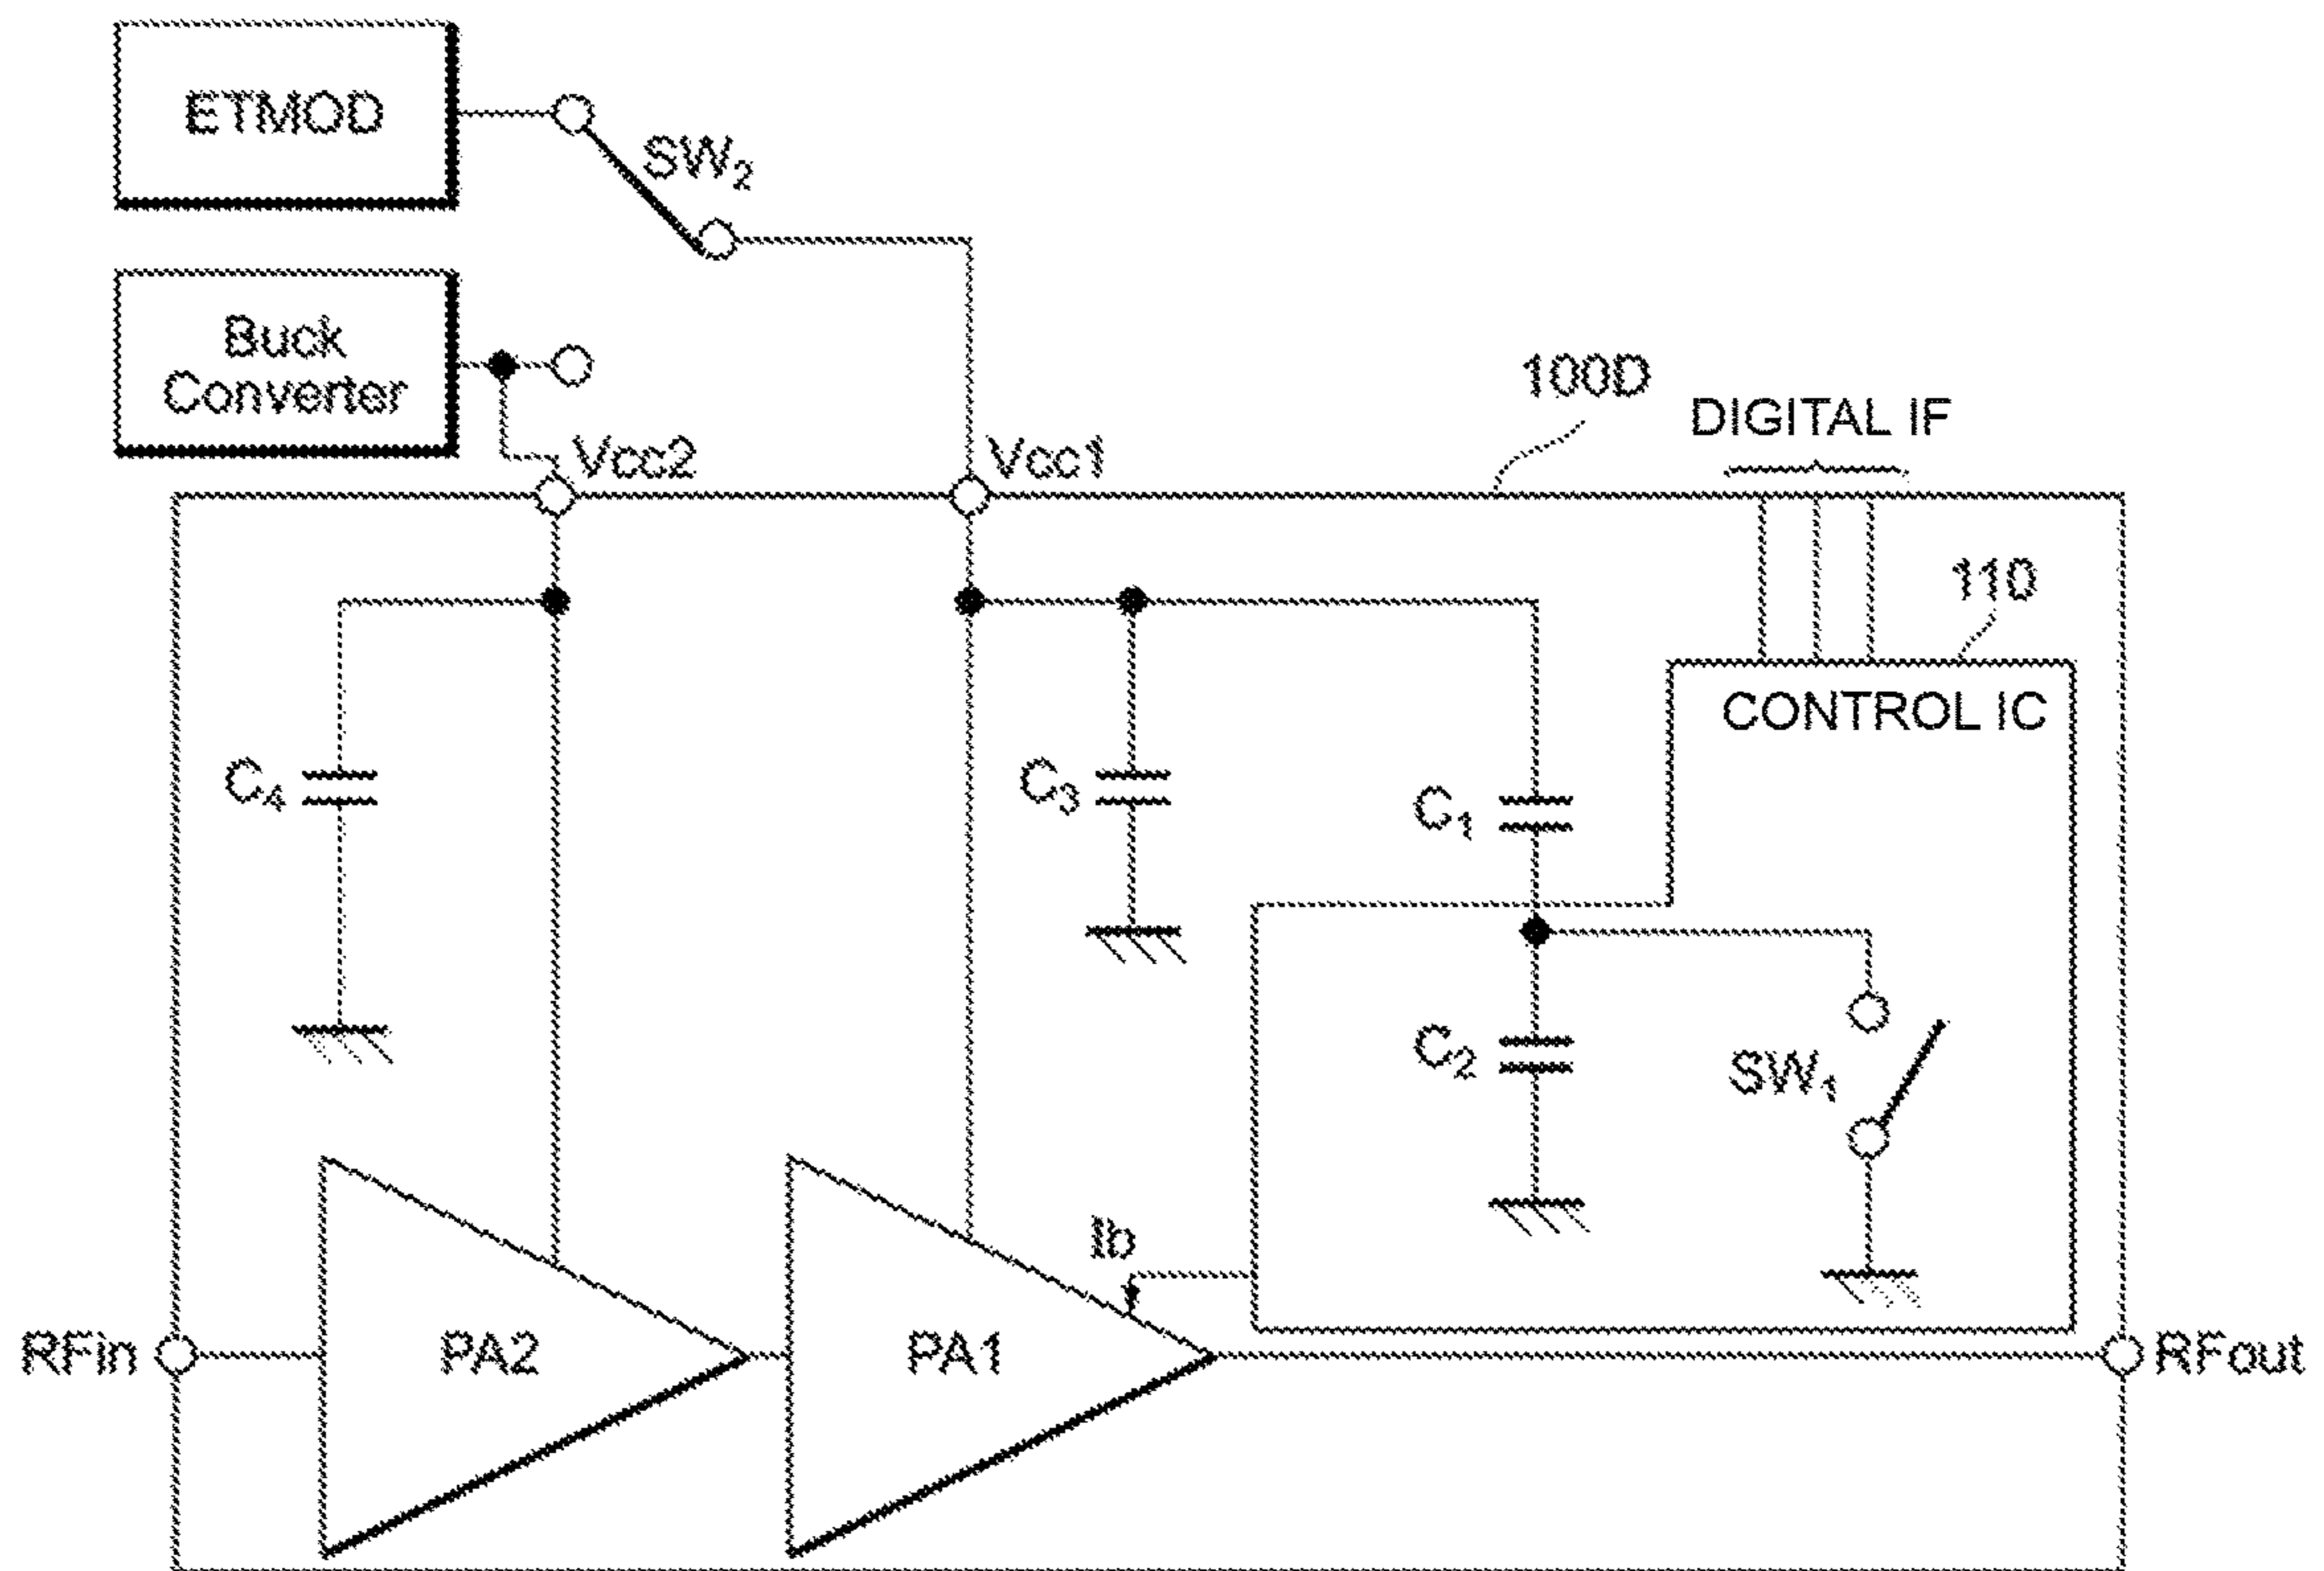 ETMOD
SW₂
Buck
Converter
Vcc2
Vcc1
100D
DIGITAL IF
110
CONTROL IC
C₄
C₃
C₁
C₂
SW₁
Ib
RFin
PA2
PA1
RFout